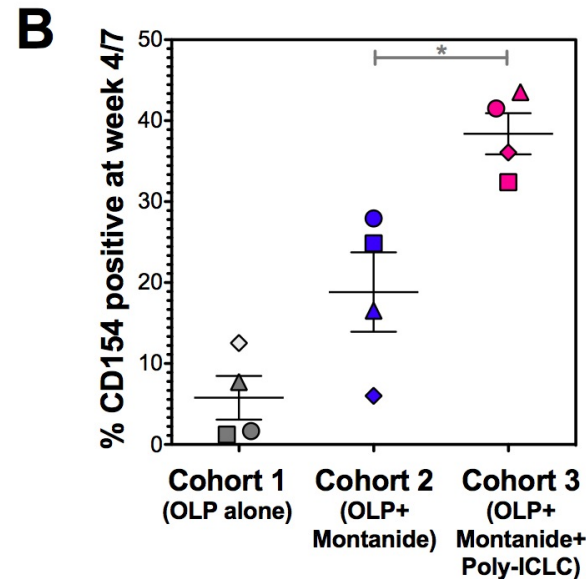 B
% CD154 positive at week 4/7
50
40
30
20
10
0
*
Cohort 1
(OLP alone)
Cohort 2
(OLP+
Montanide)
Cohort 3
(OLP+
Montanide+
Poly-ICLC)